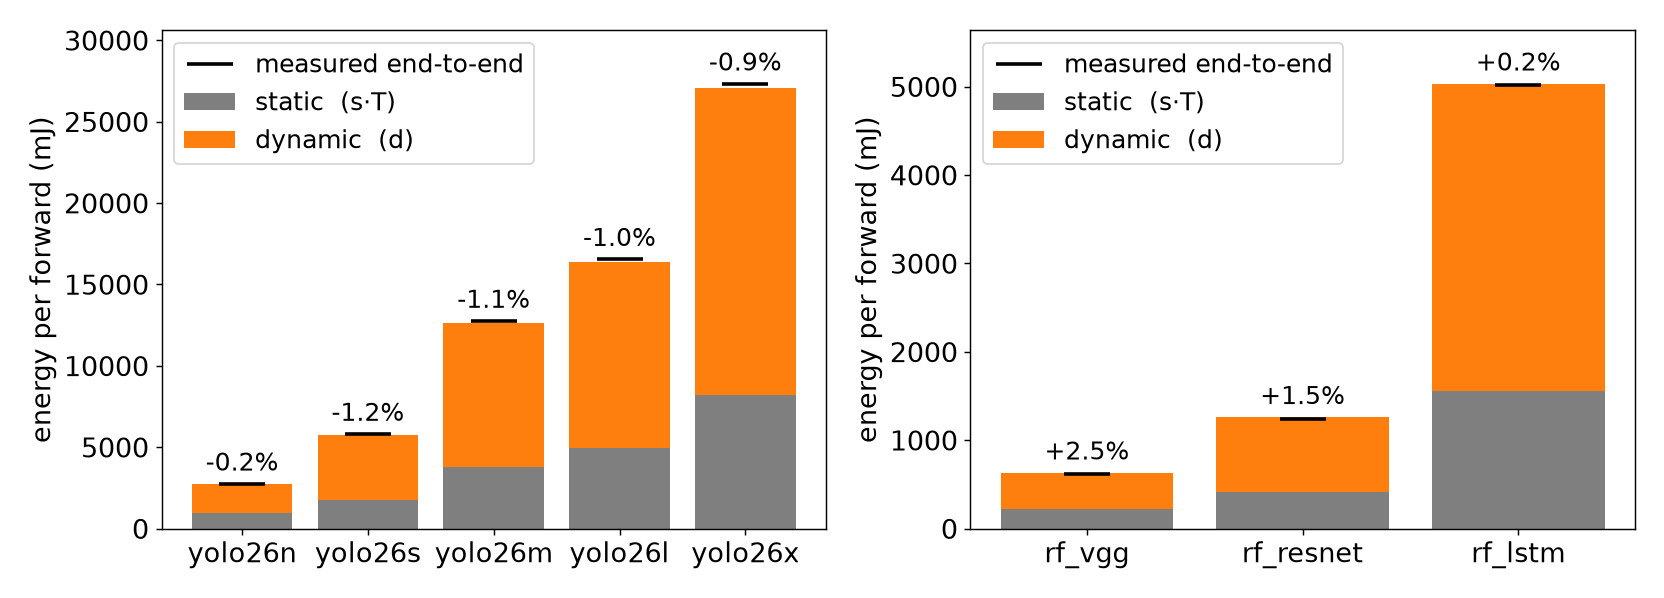 energy per forward (mJ)
30000
25000
20000
15000
10000
5000
0
measured end-to-end
static (s·T)
dynamic (d)
-0.2%
-1.2%
-1.1%
-1.0%
-0.9%
yolo26n
yolo26s
yolo26m
yolo26l
yolo26x
energy per forward (mJ)
5000
4000
3000
2000
1000
0
measured end-to-end
static (s·T)
dynamic (d)
+2.5%
+1.5%
+0.2%
rf_vgg
rf_resnet
rf_lstm